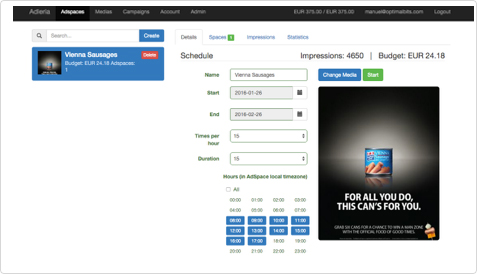 Adleria Adspaces Medias Campaigns Account Admin EUR 375.00 / EUR 375.00 manuel@optimalbits.com Logout
Search... Create
Vienna Sausages Delete
Budget: EUR 24.18 Adspaces:
1
Details Spaces 1 Impressions Statistics
Schedule Impressions: 4650 | Budget: EUR 24.18
Name Vienna Sausages
Change Media Start
Start 2016-01-26
End 2016-02-26
Times per
hour 15
Duration 15
Hours (in AdSpace local timezone)
All
00:00 01:00 02:00 03:00
04:00 05:00 06:00 07:00
08:00 09:00 10:00 11:00
12:00 13:00 14:00 15:00
16:00 17:00 18:00 19:00
20:00 21:00 22:00 23:00
FOR ALL YOU DO,
THIS CAN'S FOR YOU.
GRAB SIX CANS FOR A CHANCE TO WIN A MAN ZONE
WITH THE OFFICIAL FOOD OF GOOD TIMES.